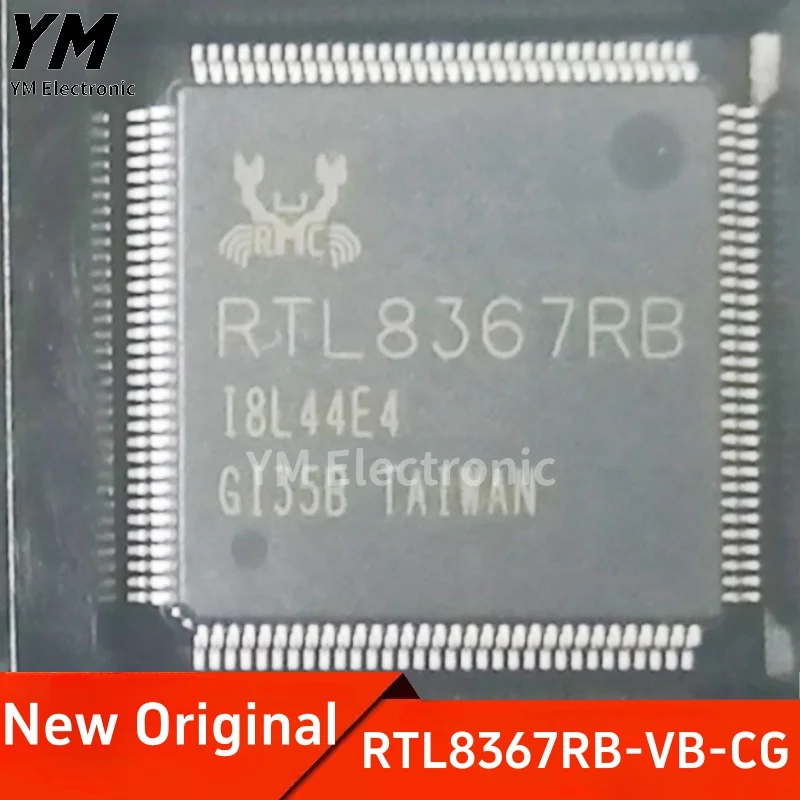 YM
YM Electronic
RMC
RTL8367RB
I8L44E4
YM Electronic
GI35B TAIWAN
New Original
RTL8367RB-VB-CG